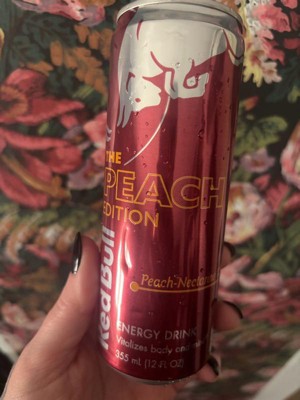 THE
PEACH
EDITION
Red Bull
Peach-Nectarine
ENERGY DRINK
Vitalizes body and
355 ml (12 fl oz)